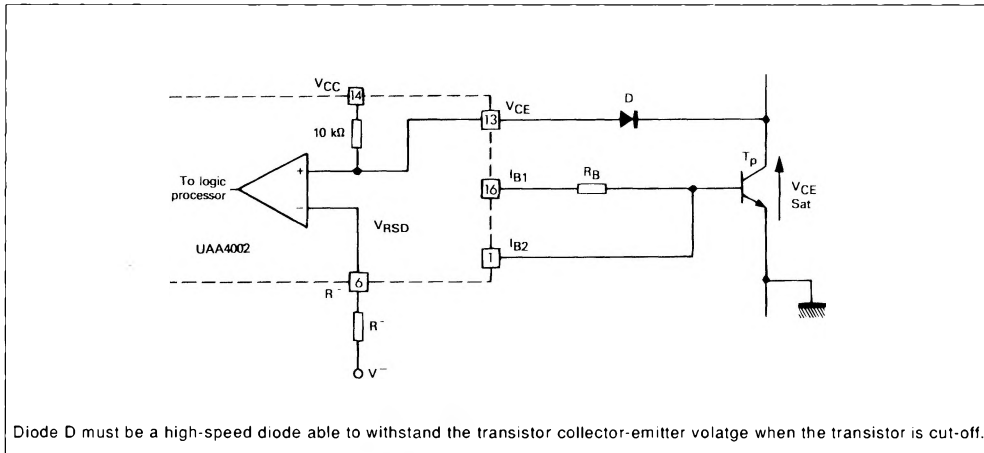 VCC
14
VCE
13
D
10 kΩ
Tp
To logic
processor
+
−
IB1
16
RB
VCE
Sat
VRSD
UAA4002
IB2
1
6
R−
R−
V−
Diode D must be a high-speed diode able to withstand the transistor collector-emitter volatge when the transistor is cut-off.